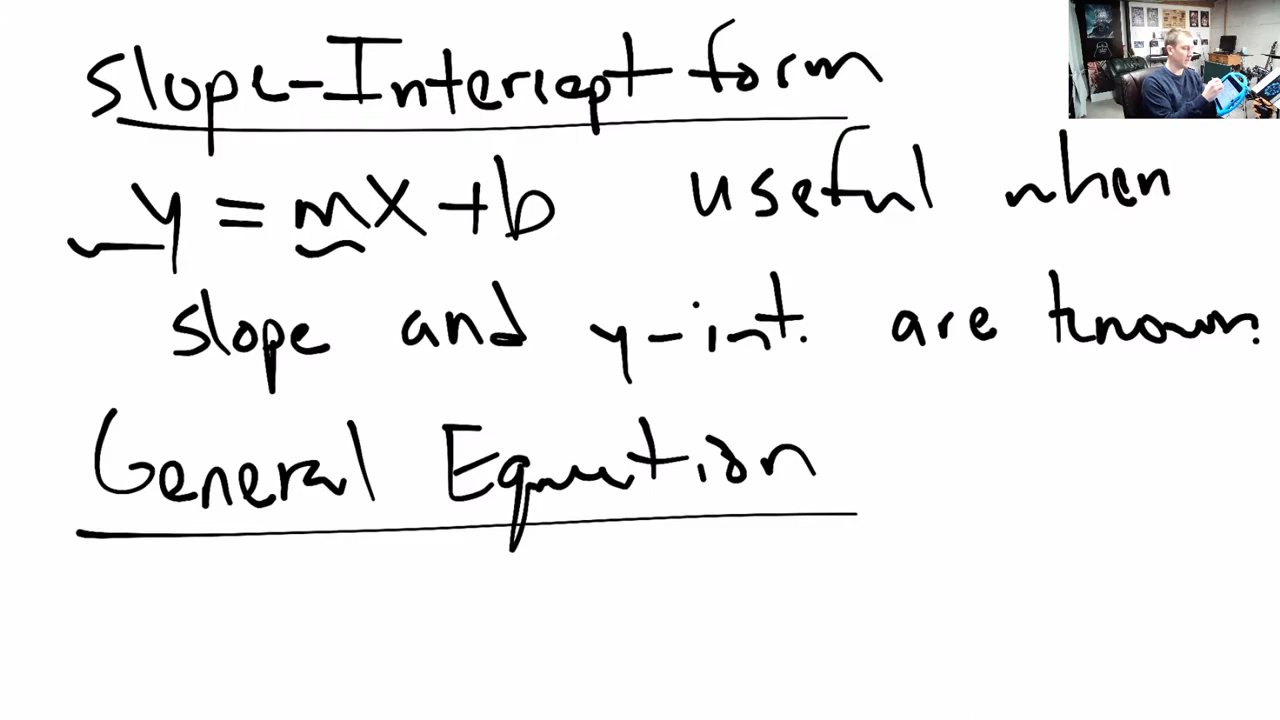 slope-Intercept form
y = mx+b useful when
slope and y-int. are known.
General Equation